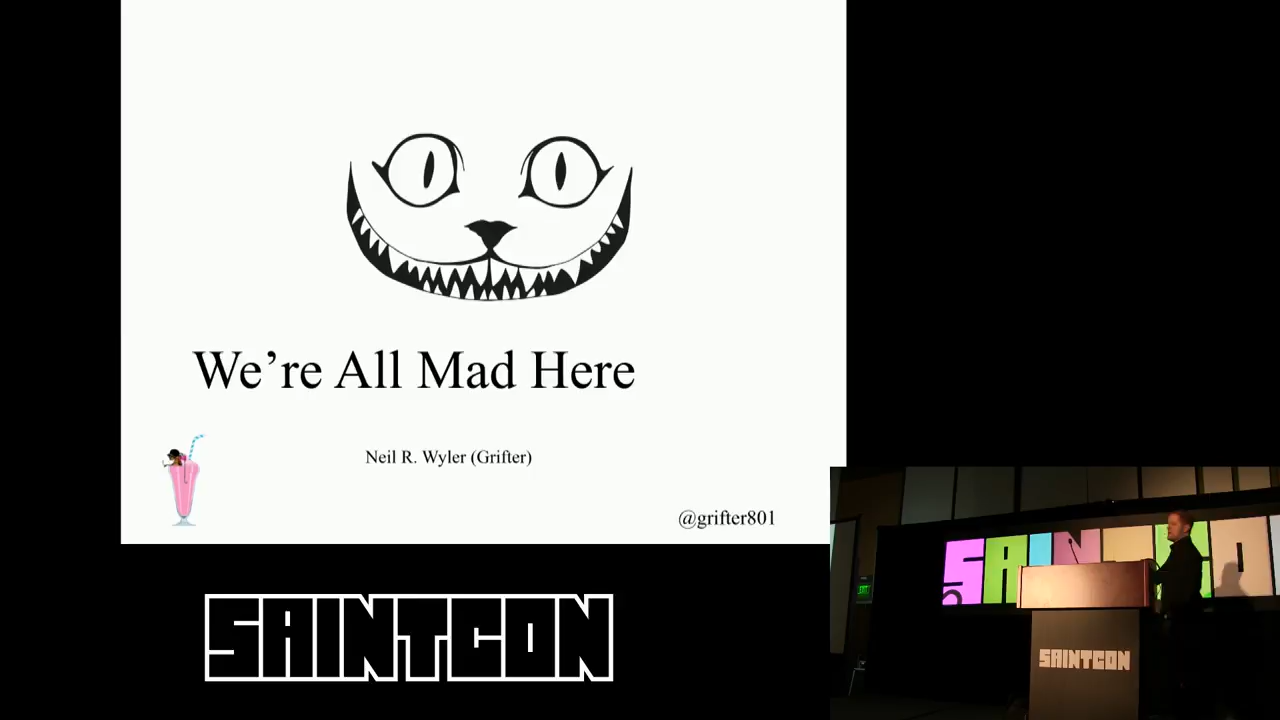 We're All Mad Here
Neil R. Wyler (Grifter)
@grifter801
SAINTCON
SAINTCON